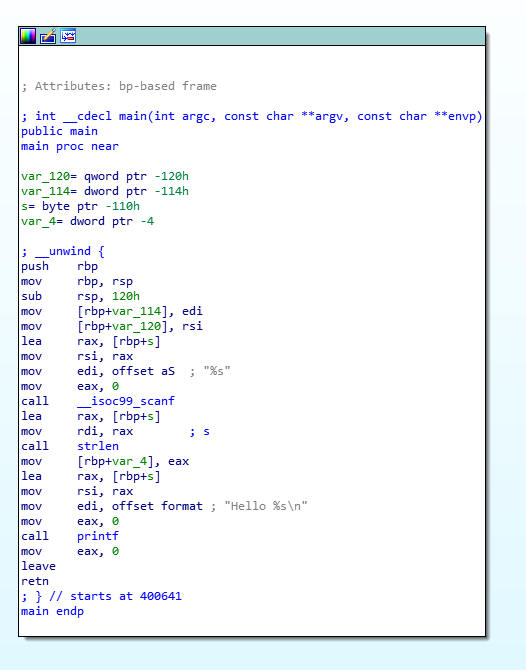 ; Attributes: bp-based frame
; int __cdecl main(int argc, const char **argv, const char **envp)
public main
main proc near
var_120= qword ptr -120h
var_114= dword ptr -114h
s= byte ptr -110h
var_4= dword ptr -4
; __unwind {
push    rbp
mov     rbp, rsp
sub     rsp, 120h
mov     [rbp+var_114], edi
mov     [rbp+var_120], rsi
lea     rax, [rbp+s]
mov     rsi, rax
mov     edi, offset aS  ; "%s"
mov     eax, 0
call    __isoc99_scanf
lea     rax, [rbp+s]
mov     rdi, rax        ; s
call    strlen
mov     [rbp+var_4], eax
lea     rax, [rbp+s]
mov     rsi, rax
mov     edi, offset format ; "Hello %s\n"
mov     eax, 0
call    printf
mov     eax, 0
leave
retn
; } // starts at 400641
main endp